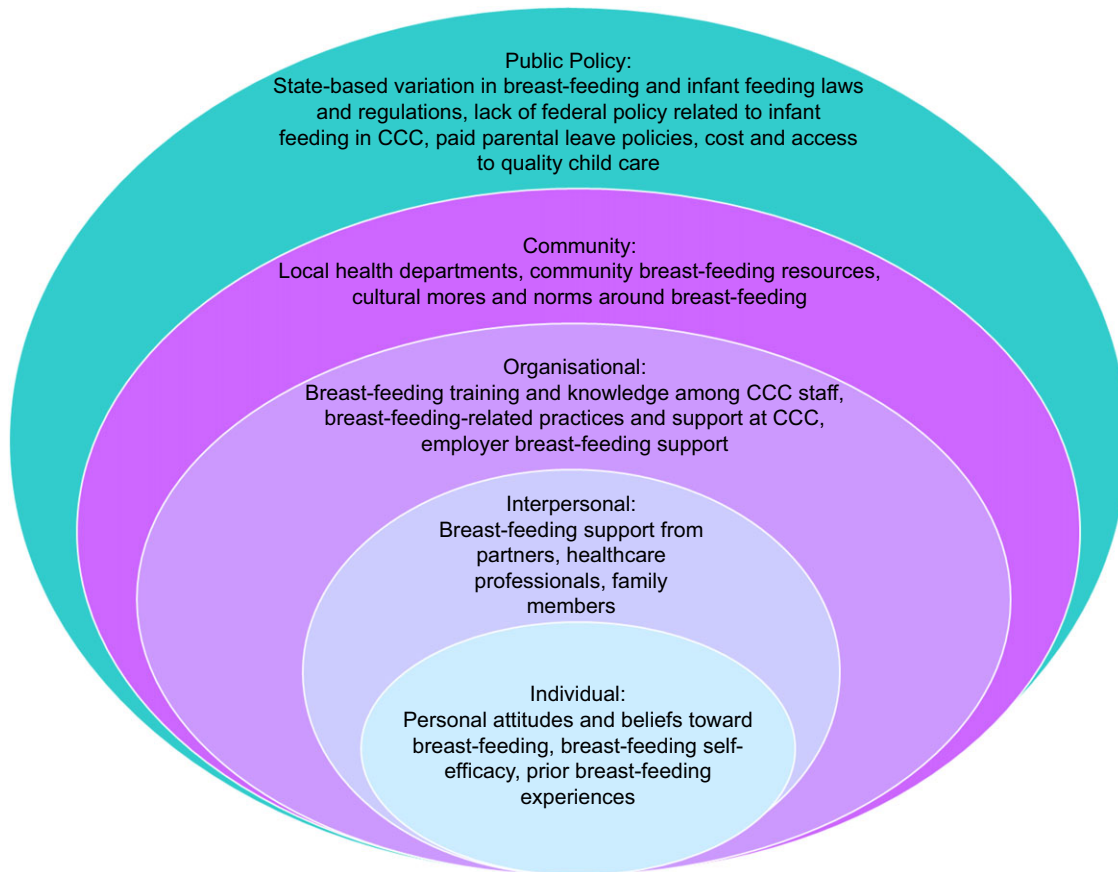 Public Policy:
State-based variation in breast-feeding and infant feeding laws
and regulations, lack of federal policy related to infant
feeding in CCC, paid parental leave policies, cost and access
to quality child care
Community:
Local health departments, community breast-feeding resources,
cultural mores and norms around breast-feeding
Organisational:
Breast-feeding training and knowledge among CCC staff,
breast-feeding-related practices and support at CCC,
employer breast-feeding support
Interpersonal:
Breast-feeding support from
partners, healthcare
professionals, family
members
Individual:
Personal attitudes and beliefs toward
breast-feeding, breast-feeding self-
efficacy, prior breast-feeding
experiences